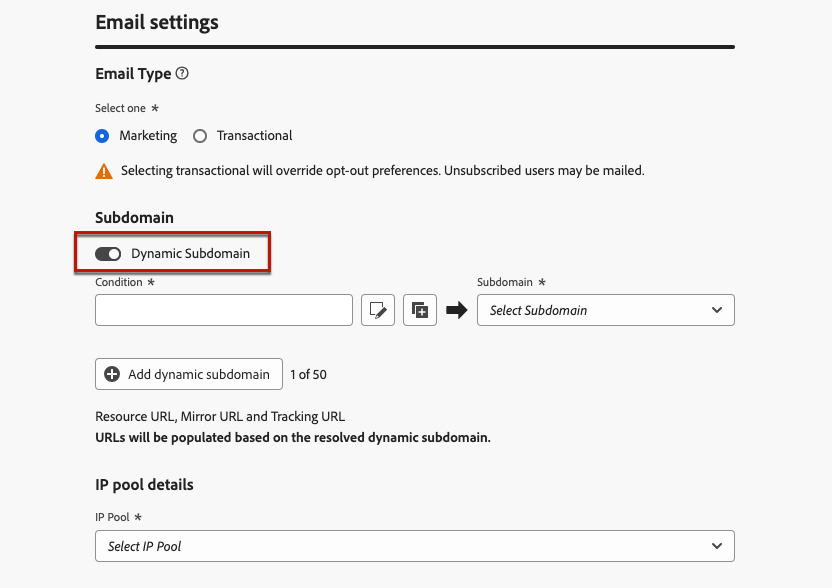 Email settings
Email Type
Select one *
Marketing Transactional
Selecting transactional will override opt-out preferences. Unsubscribed users may be mailed.
Subdomain
Dynamic Subdomain
Condition * Subdomain *
Select Subdomain
Add dynamic subdomain 1 of 50
Resource URL, Mirror URL and Tracking URL
URLs will be populated based on the resolved dynamic subdomain.
IP pool details
IP Pool *
Select IP Pool